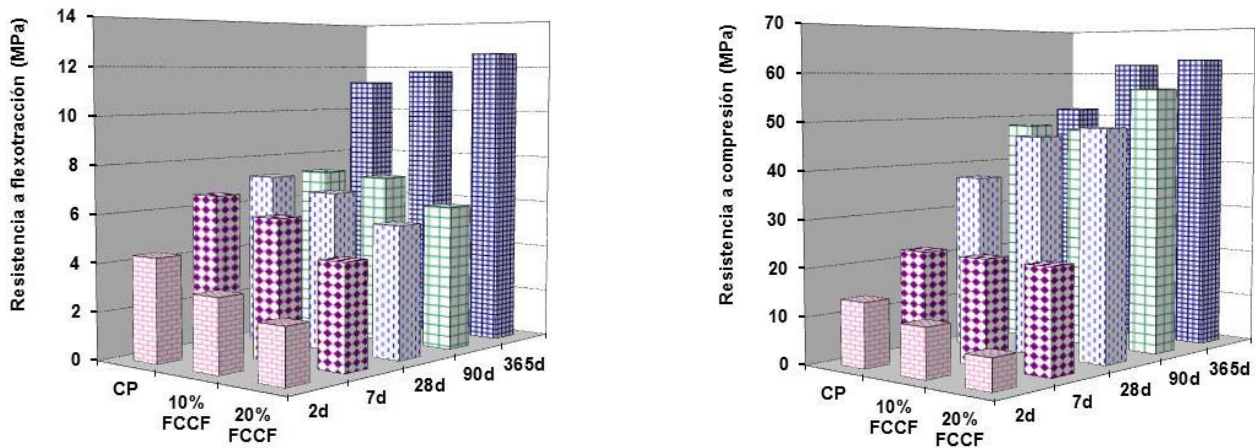 Resistencia a flexotracción (MPa)
14
12
10
8
6
4
2
0
CP
10%
FCCF
20%
FCCF
2d
7d
28d
90d
365d
Resistencia a compresión (MPa)
70
60
50
40
30
20
10
0
CP
10%
FCCF
20%
FCCF
2d
7d
28d
90d
365d